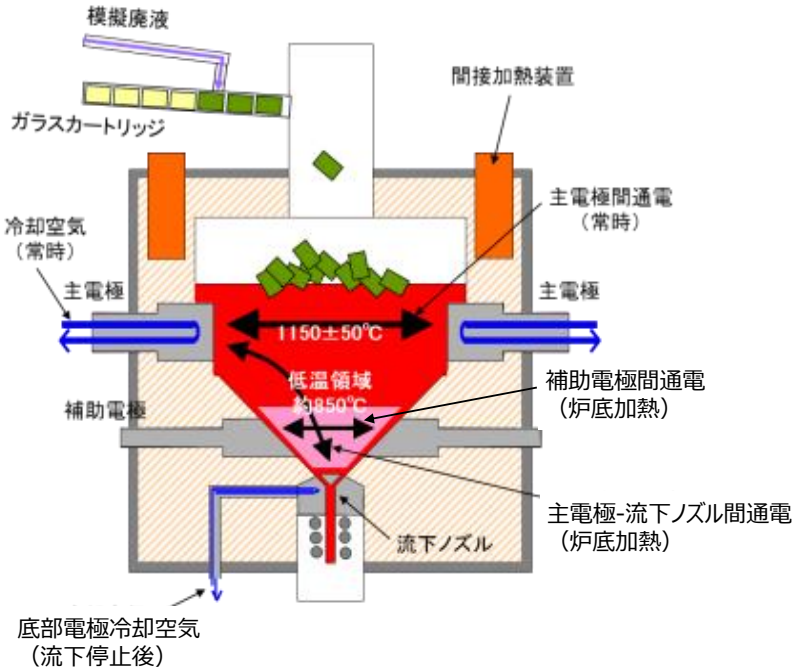 模擬廃液
ガラスカートリッジ
間接加熱装置
主電極間通電
（常時）
冷却空気
（常時）
主電極
主電極
1150±50℃
低温領域
約850℃
補助電極
補助電極間通電
（炉底加熱）
主電極-流下ノズル間通電
（炉底加熱）
流下ノズル
底部電極冷却空気
（流下停止後）